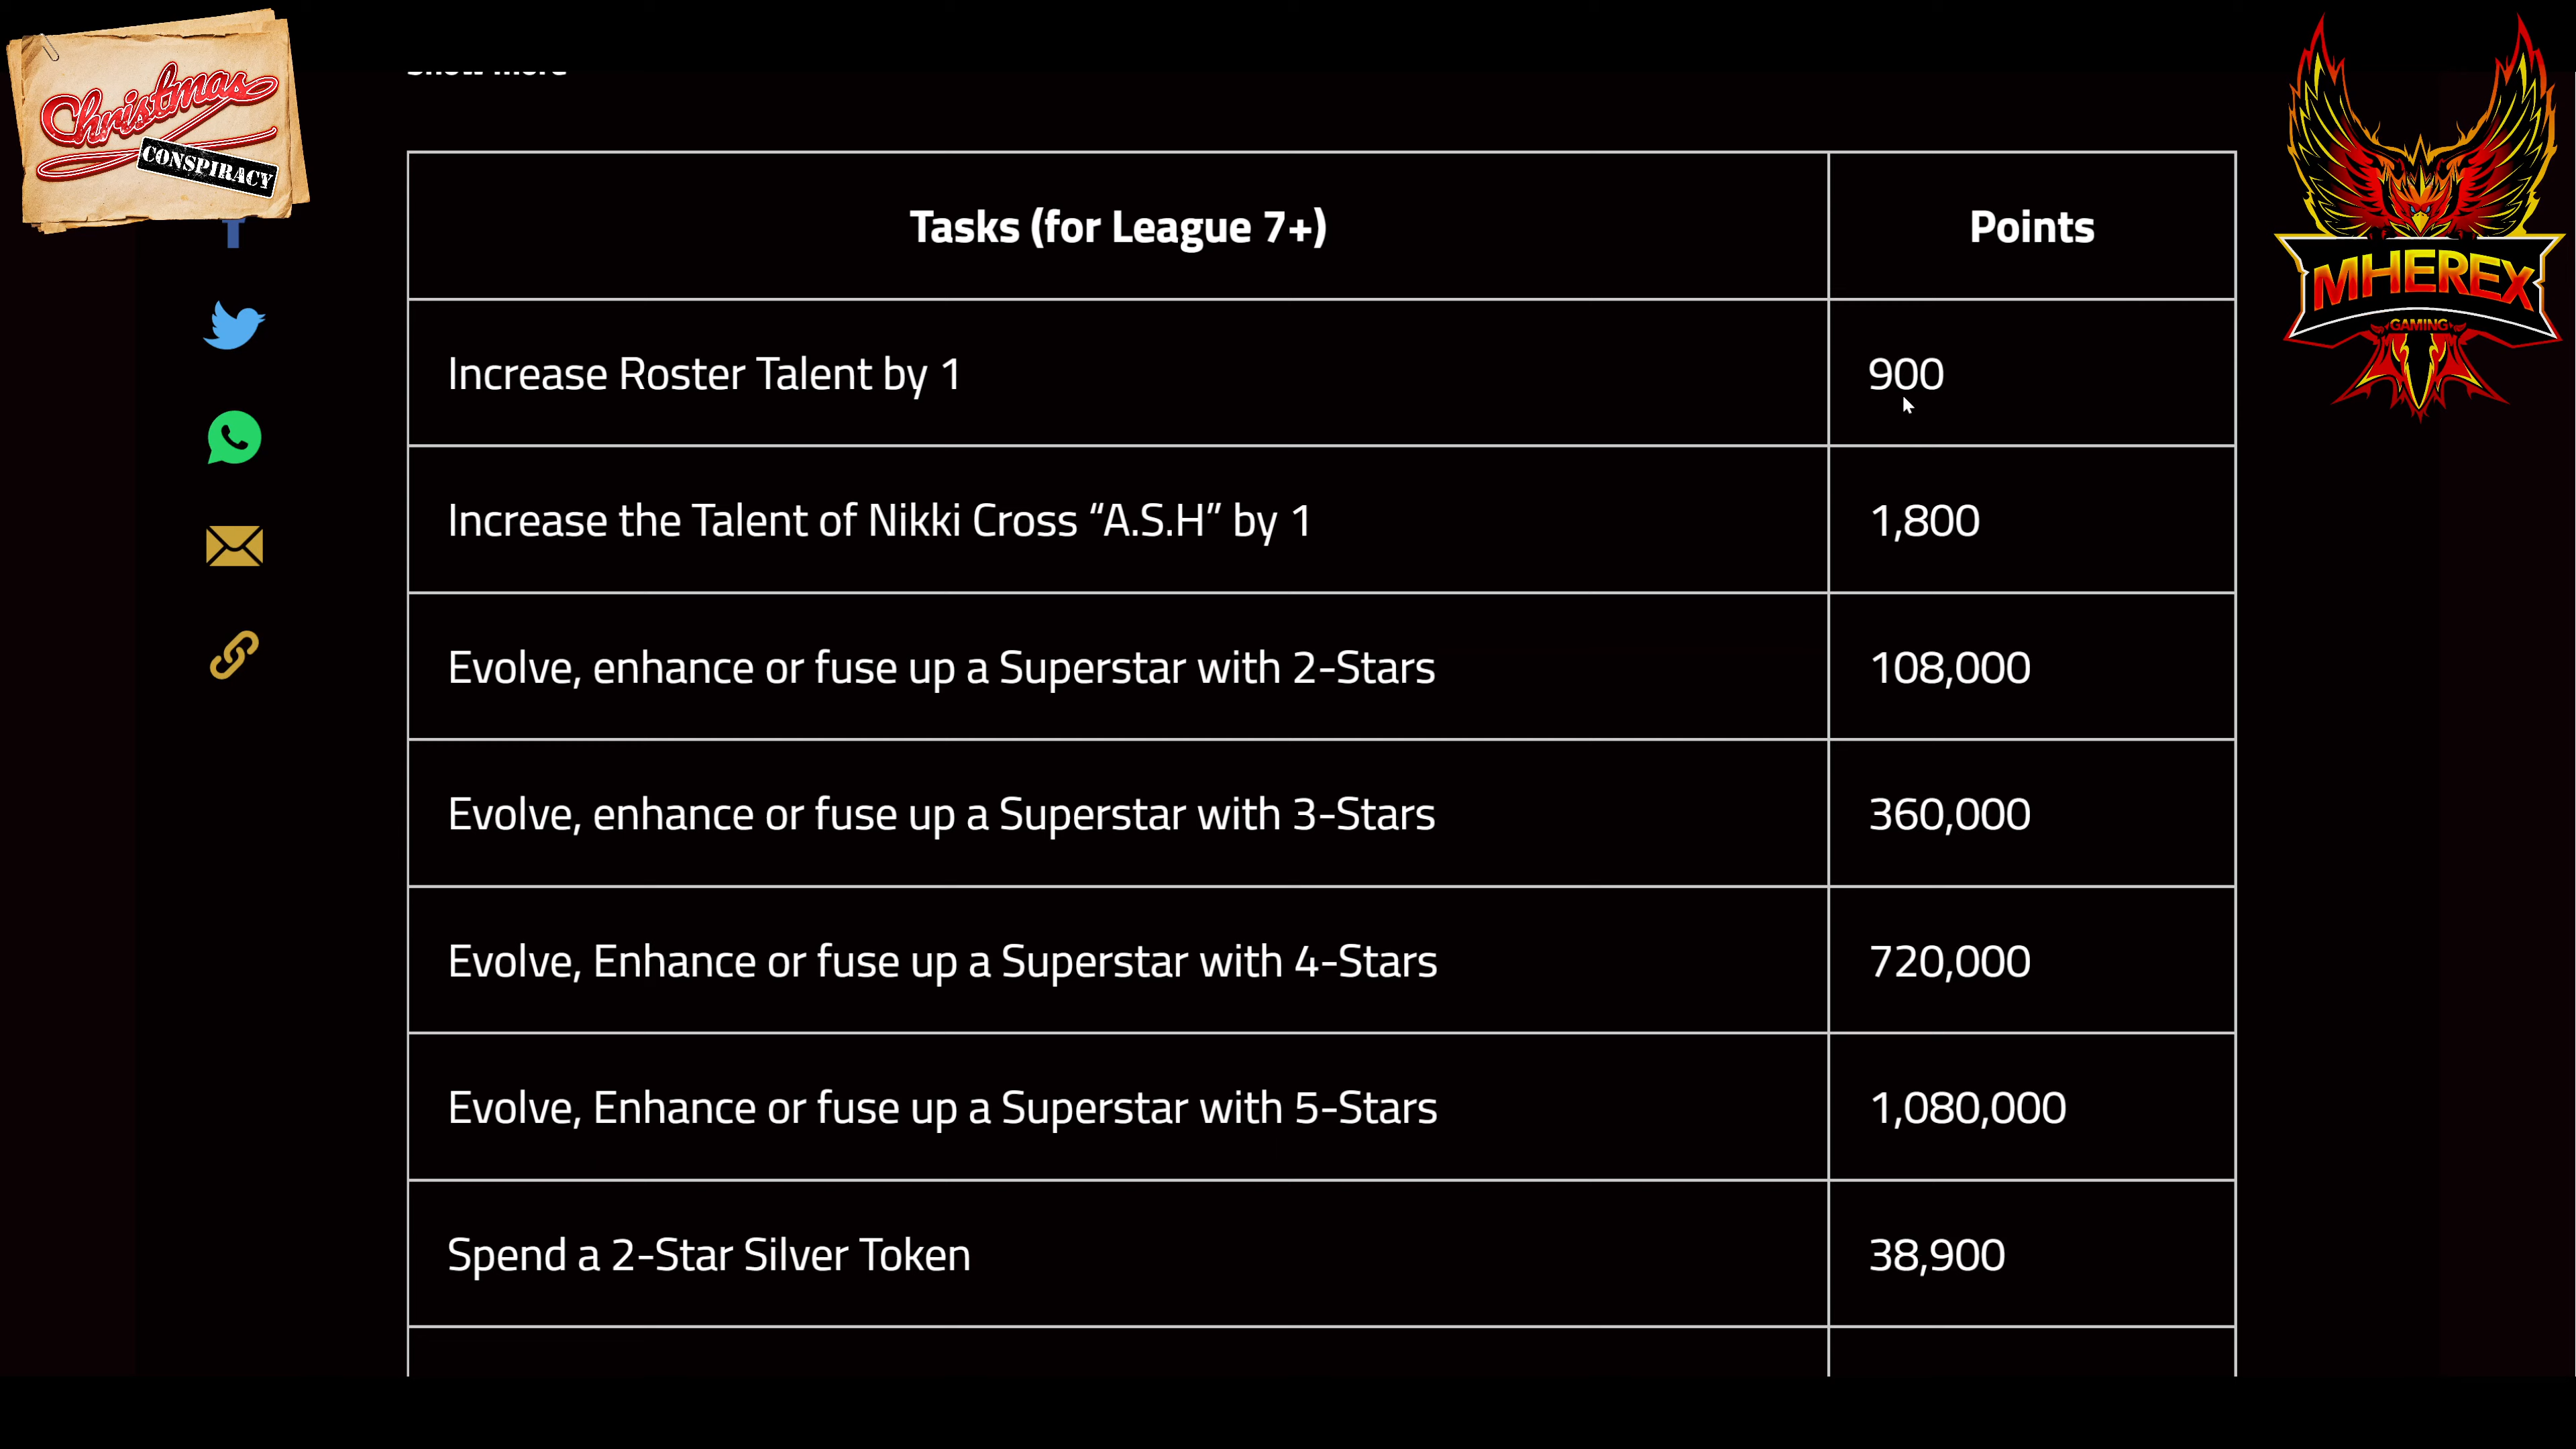 Show more
Christmas
CONSPIRACY
MHEREX
GAMING
Tasks (for League 7+)
Points
Increase Roster Talent by 1
900
Increase the Talent of Nikki Cross “A.S.H” by 1
1,800
Evolve, enhance or fuse up a Superstar with 2-Stars
108,000
Evolve, enhance or fuse up a Superstar with 3-Stars
360,000
Evolve, Enhance or fuse up a Superstar with 4-Stars
720,000
Evolve, Enhance or fuse up a Superstar with 5-Stars
1,080,000
Spend a 2-Star Silver Token
38,900